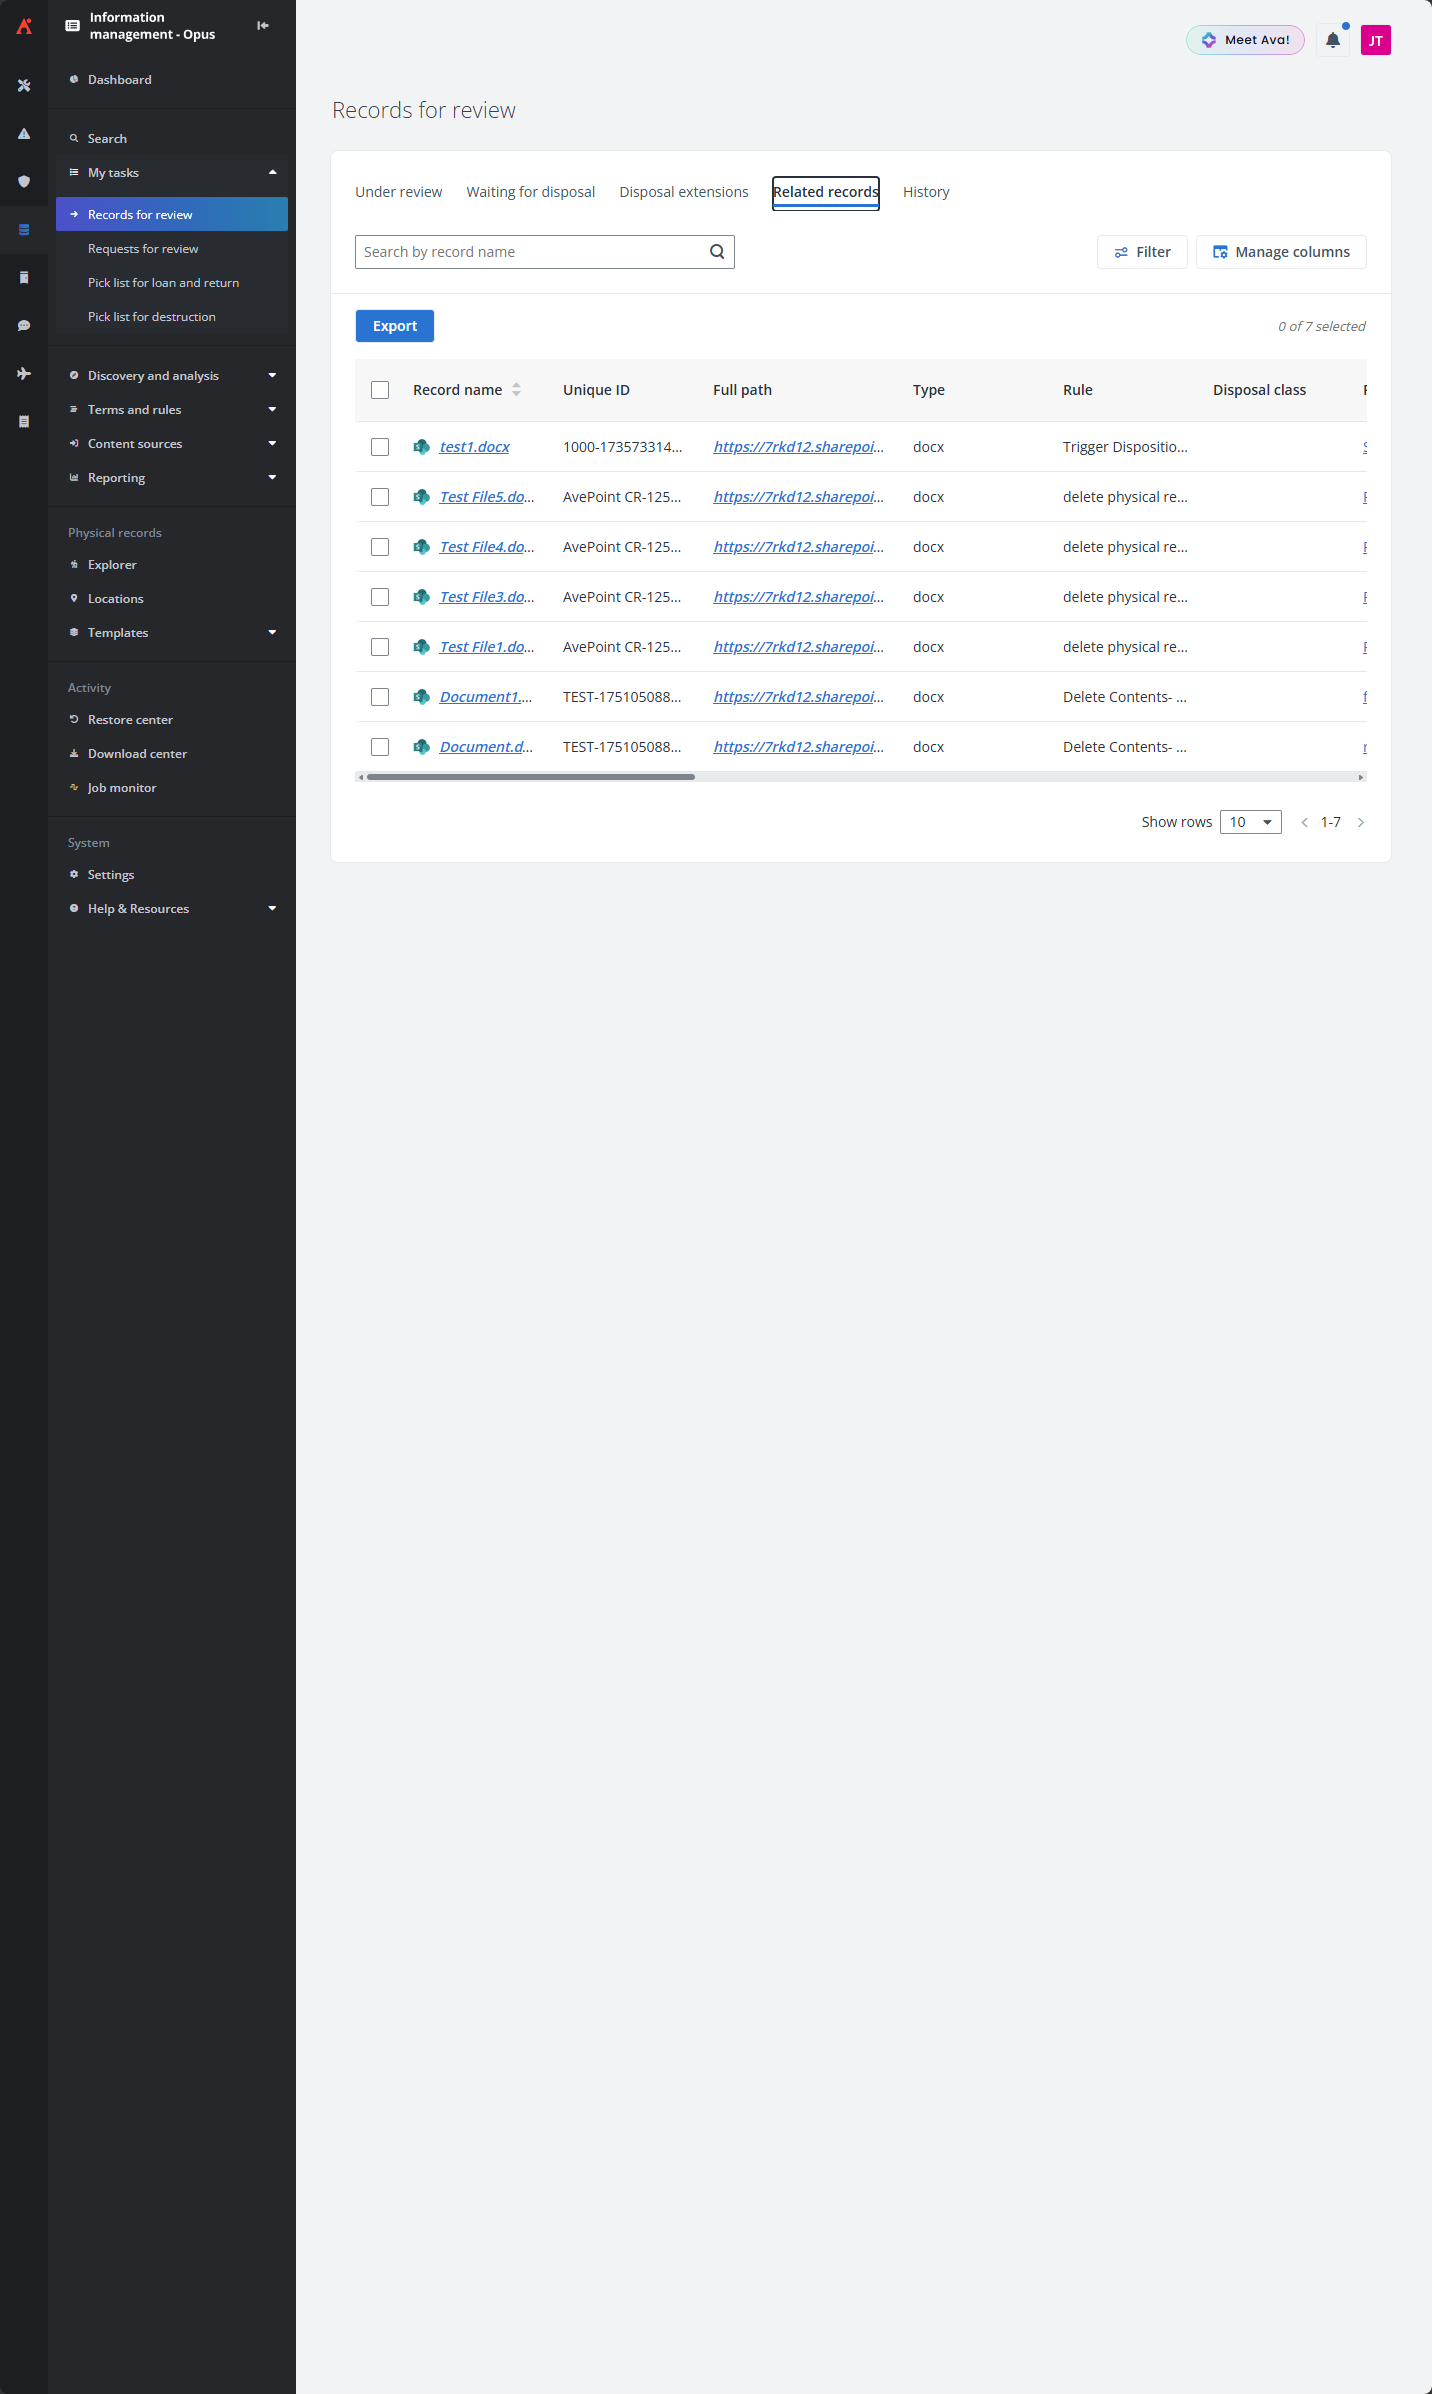 Information
management - Opus
Meet Ava!
JT
Dashboard
Search
My tasks
Records for review
Requests for review
Pick list for loan and return
Pick list for destruction
Discovery and analysis
Terms and rules
Content sources
Reporting
Physical records
Explorer
Locations
Templates
Activity
Restore center
Download center
Job monitor
System
Settings
Help & Resources
Records for review
Under review Waiting for disposal Disposal extensions Related records History
Search by record name Filter Manage columns
Export 0 of 7 selected
Record name Unique ID Full path Type Rule Disposal class
test1.docx 1000-173573314... https://7rkd12.sharepoi... docx Trigger Dispositio...
Test File5.do... AvePoint CR-125... https://7rkd12.sharepoi... docx delete physical re...
Test File4.do... AvePoint CR-125... https://7rkd12.sharepoi... docx delete physical re...
Test File3.do... AvePoint CR-125... https://7rkd12.sharepoi... docx delete physical re...
Test File1.do... AvePoint CR-125... https://7rkd12.sharepoi... docx delete physical re...
Document1.... TEST-175105088... https://7rkd12.sharepoi... docx Delete Contents- ...
Document.d... TEST-175105088... https://7rkd12.sharepoi... docx Delete Contents- ...
Show rows 10 1-7